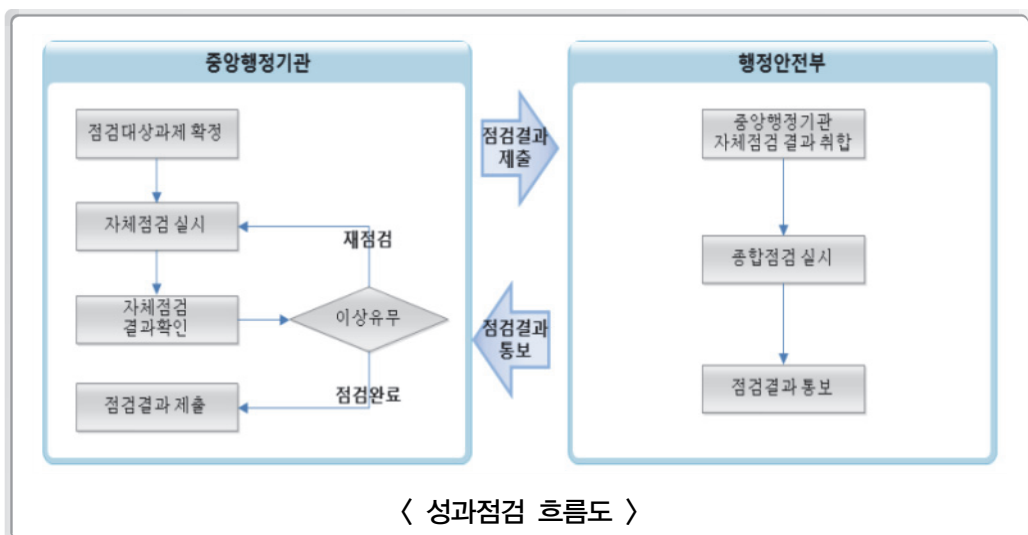 중앙행정기관
점검대상과제 확정
자체점검 실시
재점검
자체점검
결과확인
이상유무
점검완료
점검결과 제출
점검결과
제출
점검결과
통보
행정안전부
중앙행정기관
자체점검 결과 취합
종합점검 실시
점검결과 통보
〈 성과점검 흐름도 〉